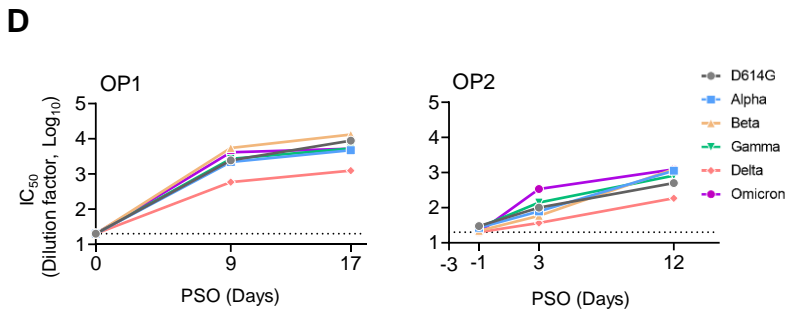 D
OP1
5
4
3
2
1
0
9
17
IC50
(Dilution factor, Log10)
PSO (Days)
OP2
5
4
3
2
1
-3
-1
3
12
PSO (Days)
D614G
Alpha
Beta
Gamma
Delta
Omicron